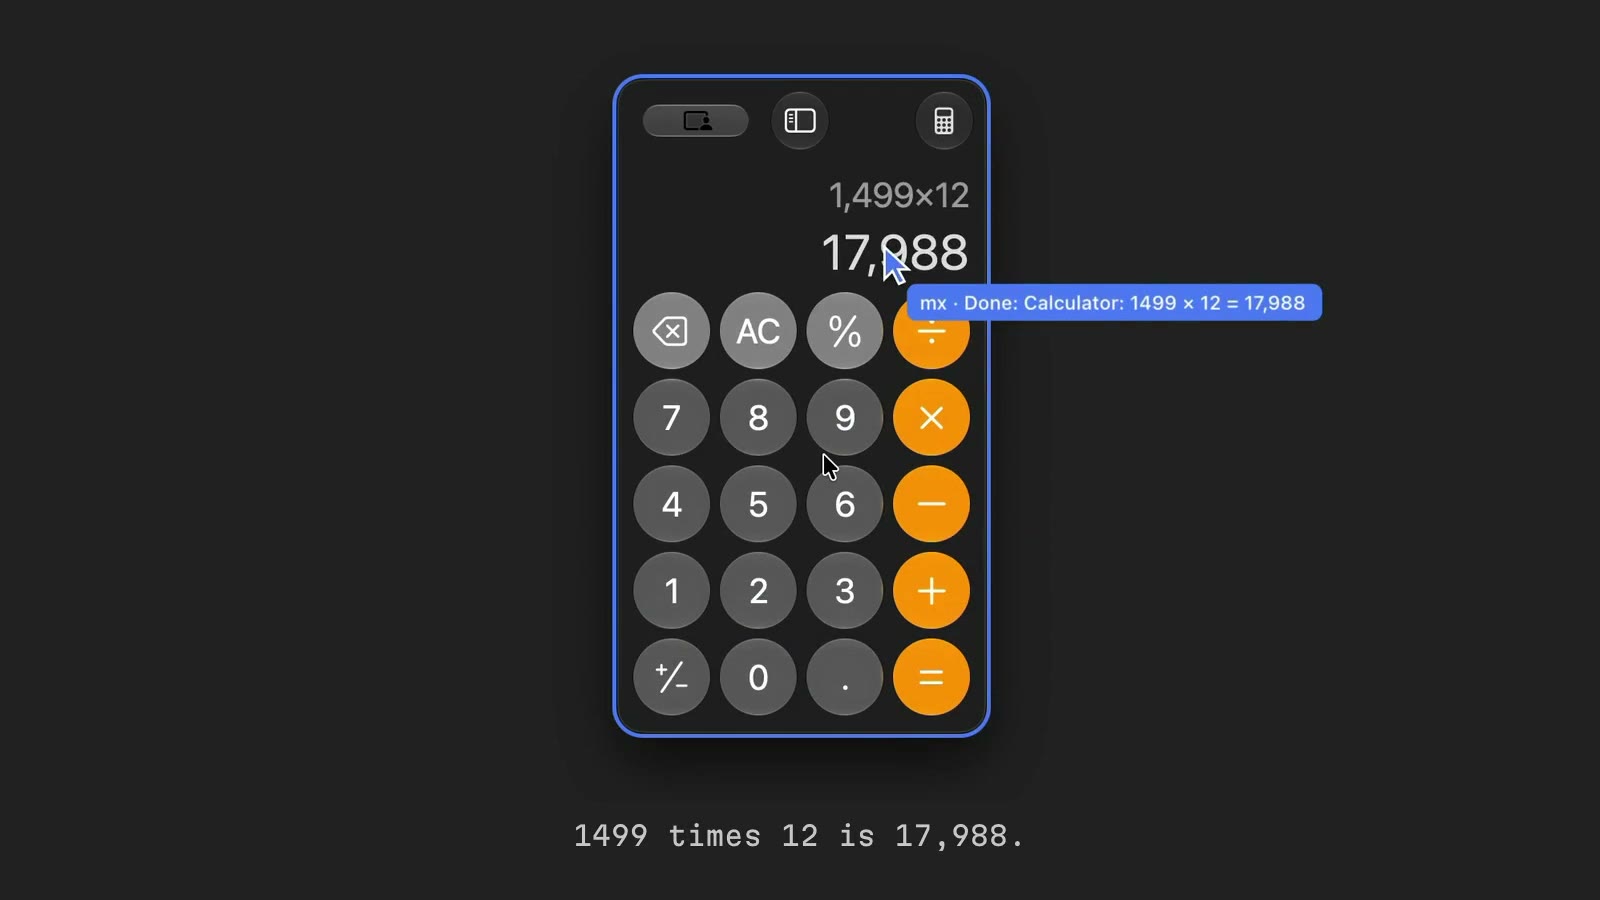 1,499×12
17,988
mx · Done: Calculator: 1499 × 12 = 17,988
AC % ÷
7 8 9 ×
4 5 6 −
1 2 3 +
+/− 0 . =
1499 times 12 is 17,988.